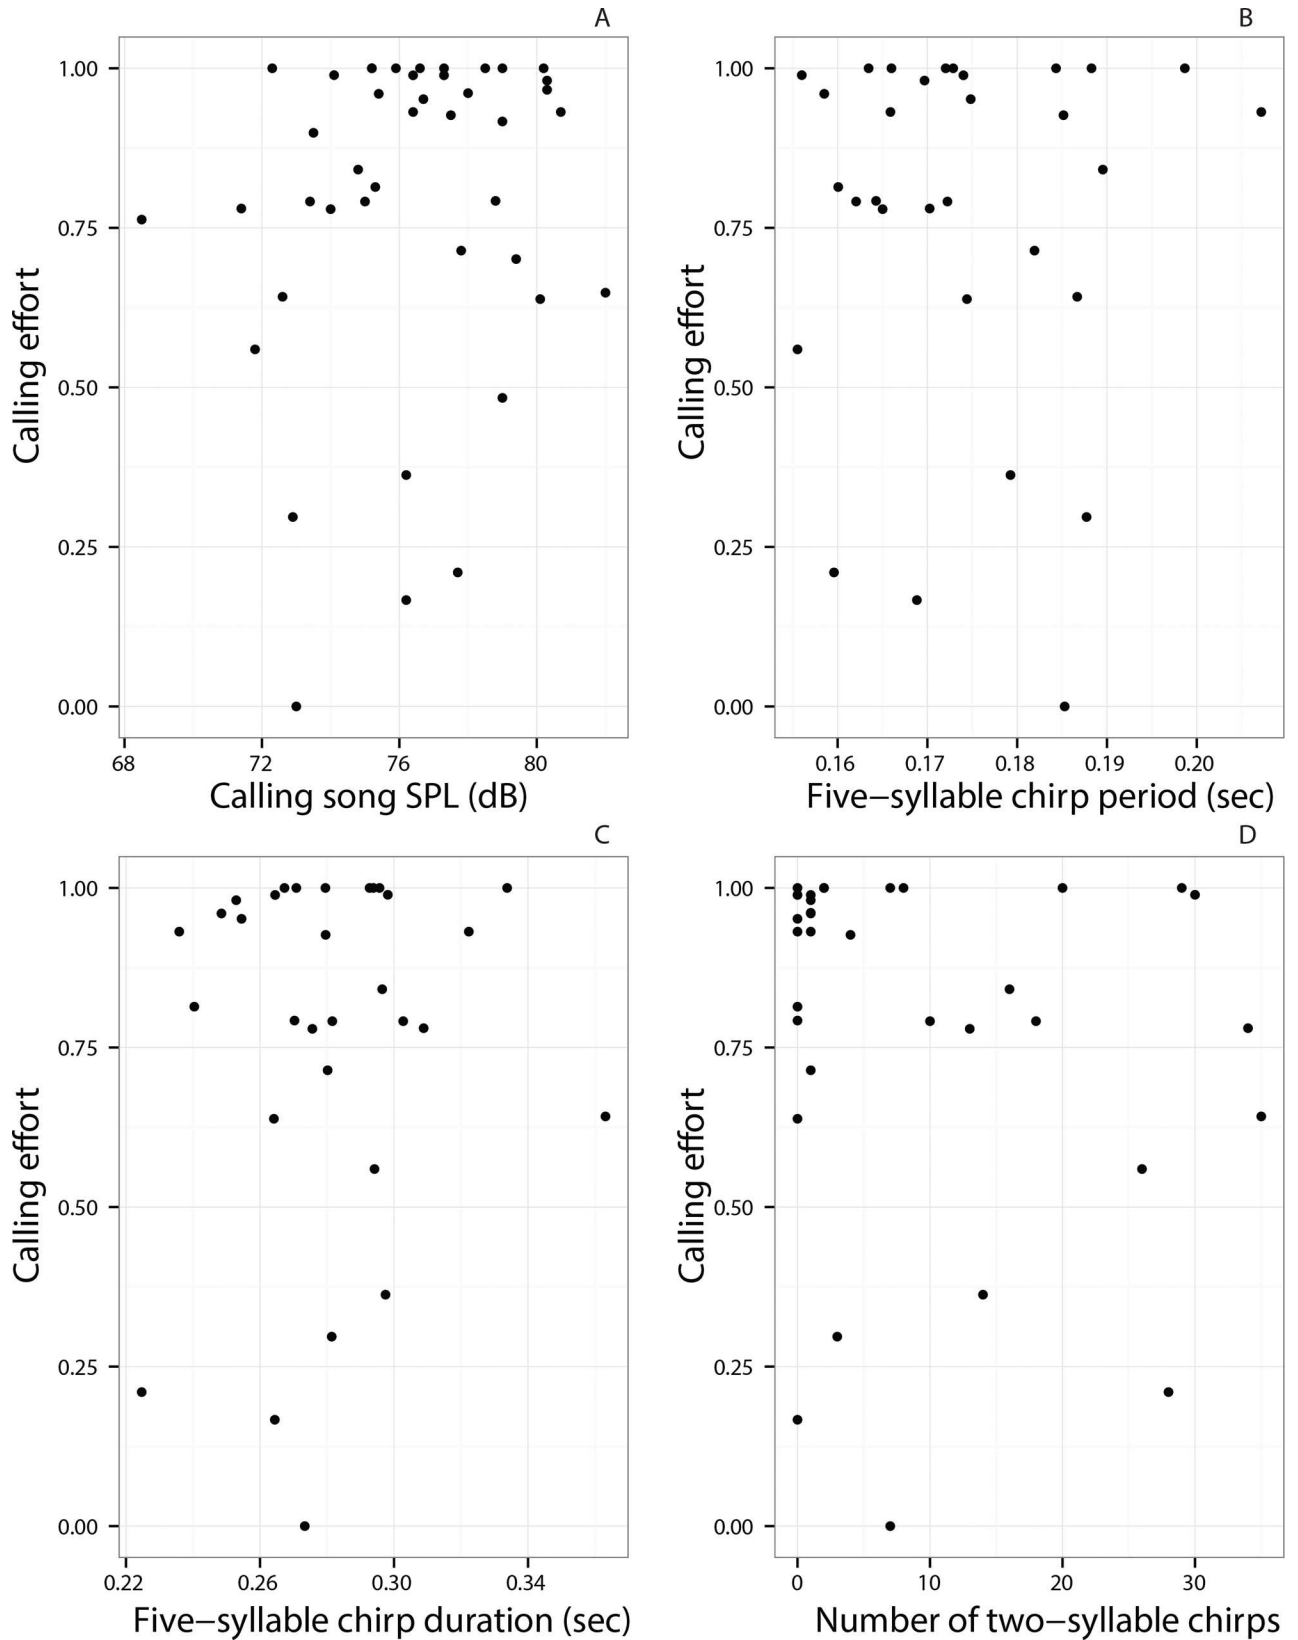 A
1.00
0.75
0.50
0.25
0.00
Calling effort
68 72 76 80
Calling song SPL (dB)
B
1.00
0.75
0.50
0.25
0.00
Calling effort
0.16 0.17 0.18 0.19 0.20
Five−syllable chirp period (sec)
C
1.00
0.75
0.50
0.25
0.00
Calling effort
0.22 0.26 0.30 0.34
Five−syllable chirp duration (sec)
D
1.00
0.75
0.50
0.25
0.00
Calling effort
0 10 20 30
Number of two−syllable chirps